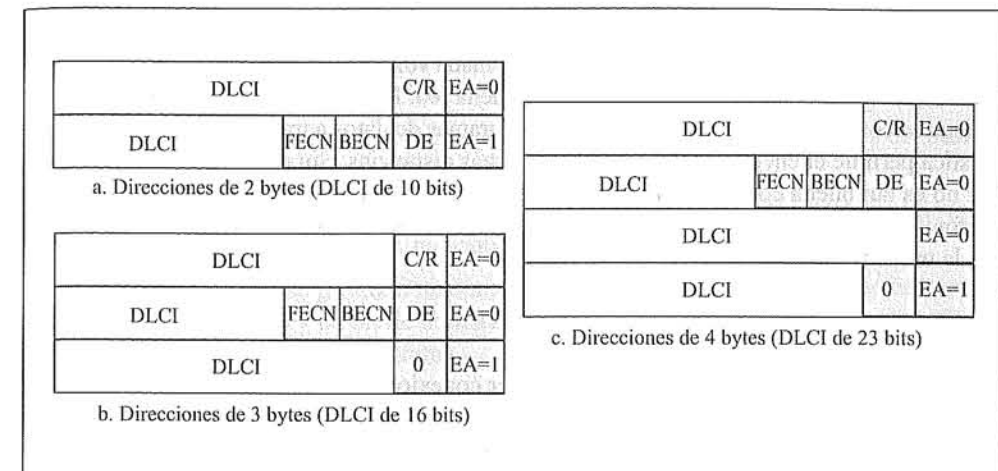 DLCI C/R EA=0
DLCI FECN BECN DE EA=1
a. Direcciones de 2 bytes (DLCI de 10 bits)
DLCI C/R EA=0
DLCI FECN BECN DE EA=0
DLCI 0 EA=1
b. Direcciones de 3 bytes (DLCI de 16 bits)
DLCI C/R EA=0
DLCI FECN BECN DE EA=0
DLCI EA=0
DLCI 0 EA=1
c. Direcciones de 4 bytes (DLCI de 23 bits)